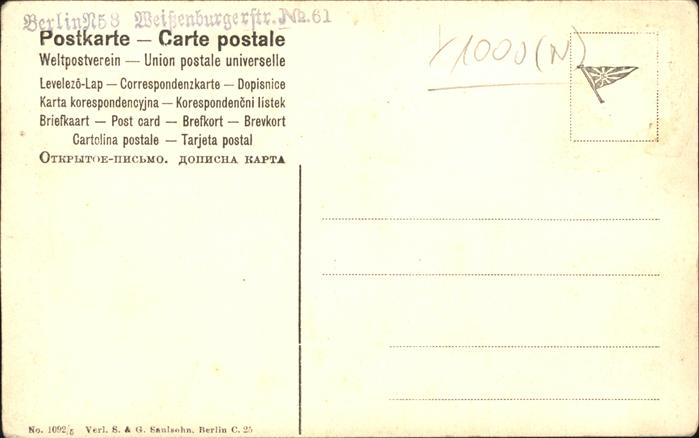 Berlin N58 Weißenburgerstr. No. 61
Postkarte — Carte postale
Weltpostverein — Union postale universelle
Levelező-Lap — Correspondenzkarte — Dopisnice
Karta korespondencyjna — Korespondenční lístek
Briefkaart — Post card — Brefkort — Brevkort
Cartolina postale — Tarjeta postal
Открытое-письмо. дописна карта
1000 (N)
No. 1092/5 Verl. S. & G. Saulsohn, Berlin C. 25